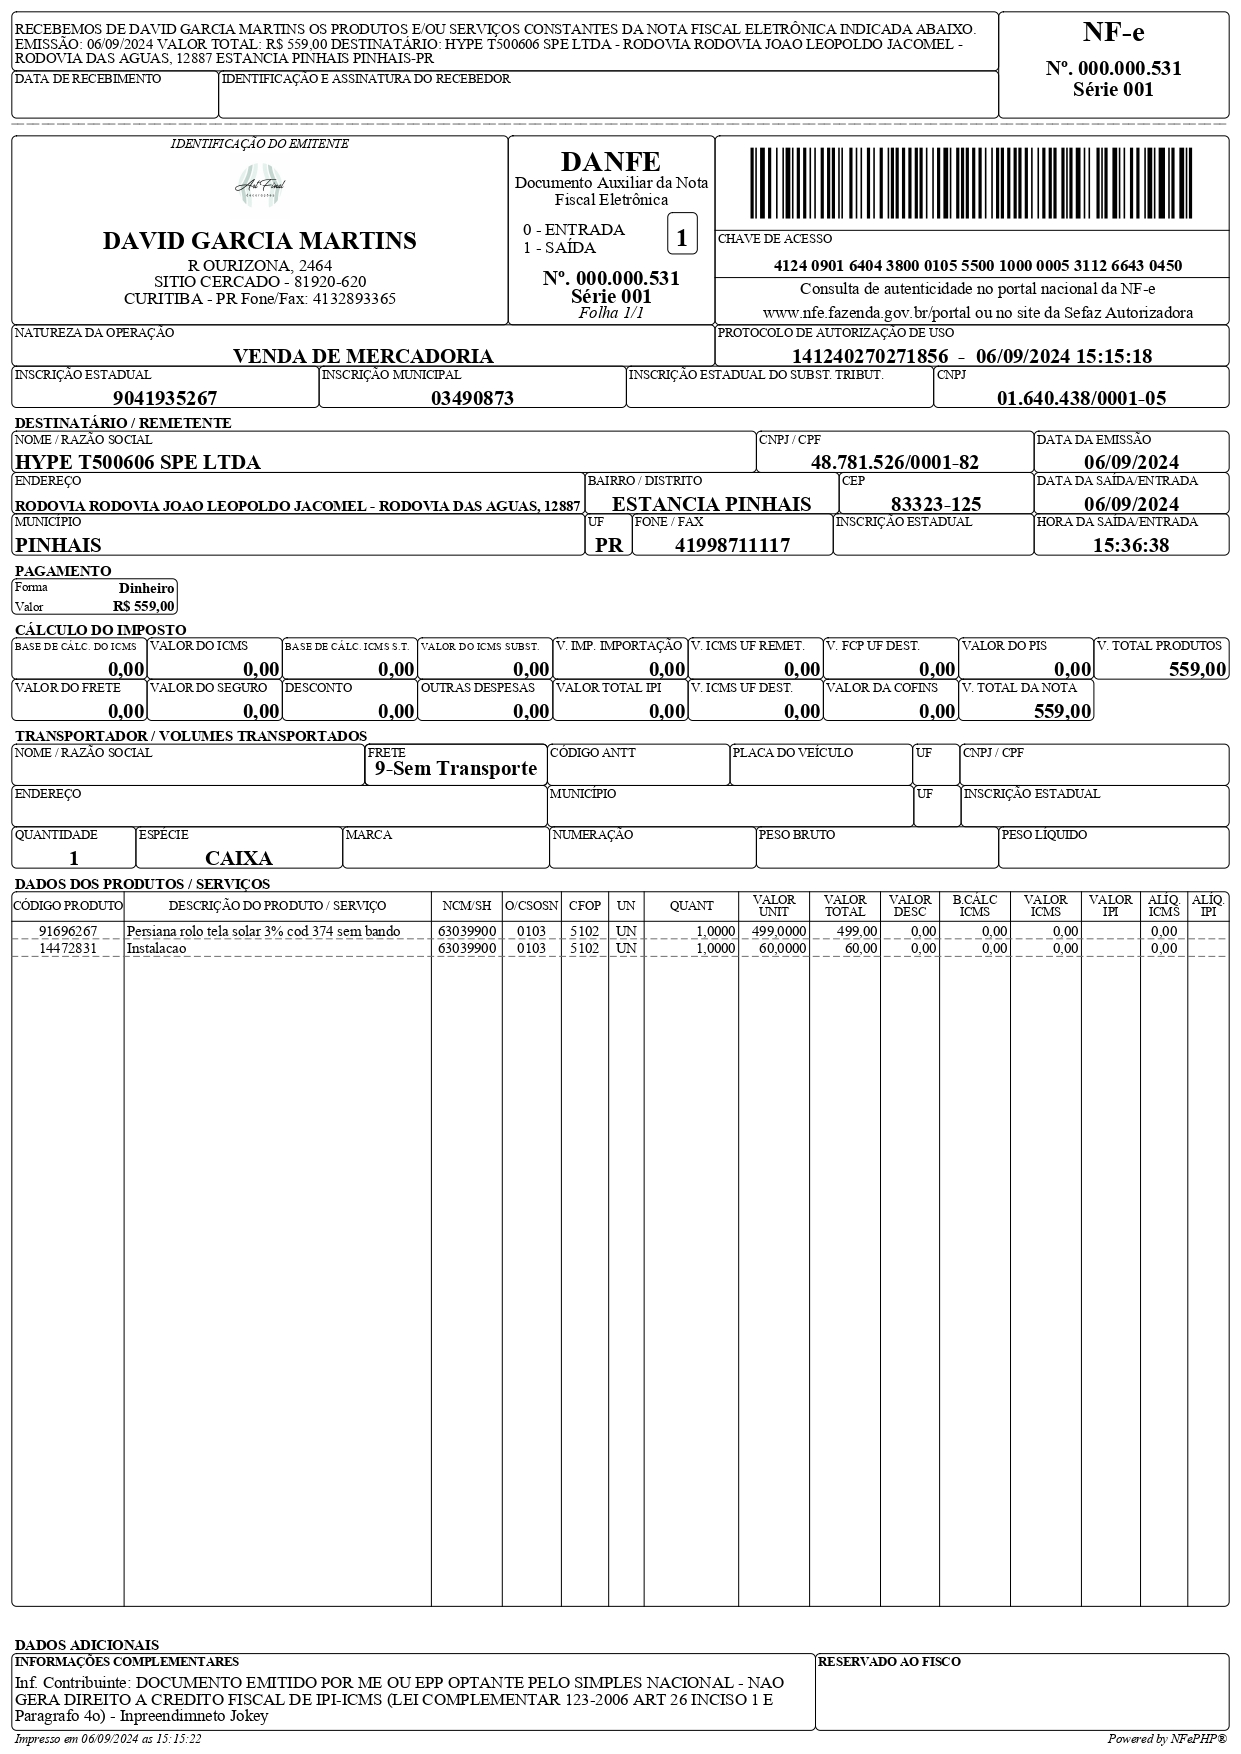 RECEBEMOS DE DAVID GARCIA MARTINS OS PRODUTOS E/OU SERVIÇOS CONSTANTES DA NOTA FISCAL ELETRÔNICA INDICADA ABAIXO.
EMISSÃO: 06/09/2024 VALOR TOTAL: R$ 559,00 DESTINATÁRIO: HYPE T500606 SPE LTDA - RODOVIA RODOVIA JOAO LEOPOLDO JACOMEL -
RODOVIA DAS AGUAS, 12887 ESTANCIA PINHAIS PINHAIS-PR
DATA DE RECEBIMENTO IDENTIFICAÇÃO E ASSINATURA DO RECEBEDOR
NF-e
Nº. 000.000.531
Série 001
IDENTIFICAÇÃO DO EMITENTE
Art Final
DAVID GARCIA MARTINS
R OURIZONA, 2464
SITIO CERCADO - 81920-620
CURITIBA - PR Fone/Fax: 4132893365
DANFE
Documento Auxiliar da Nota
Fiscal Eletrônica
0 - ENTRADA
1 - SAÍDA
1
Nº. 000.000.531
Série 001
Folha 1/1
CHAVE DE ACESSO
4124 0901 6404 3800 0105 5500 1000 0005 3112 6643 0450
Consulta de autenticidade no portal nacional da NF-e
www.nfe.fazenda.gov.br/portal ou no site da Sefaz Autorizadora
NATUREZA DA OPERAÇÃO PROTOCOLO DE AUTORIZAÇÃO DE USO
VENDA DE MERCADORIA 141240270271856 - 06/09/2024 15:15:18
INSCRIÇÃO ESTADUAL INSCRIÇÃO MUNICIPAL INSCRIÇÃO ESTADUAL DO SUBST. TRIBUT. CNPJ
9041935267 03490873 01.640.438/0001-05
DESTINATÁRIO / REMETENTE
NOME / RAZÃO SOCIAL CNPJ / CPF DATA DA EMISSÃO
HYPE T500606 SPE LTDA 48.781.526/0001-82 06/09/2024
ENDEREÇO BAIRRO / DISTRITO CEP DATA DA SAÍDA/ENTRADA
RODOVIA RODOVIA JOAO LEOPOLDO JACOMEL - RODOVIA DAS AGUAS, 12887 ESTANCIA PINHAIS 83323-125 06/09/2024
MUNICÍPIO UF FONE / FAX INSCRIÇÃO ESTADUAL HORA DA SAÍDA/ENTRADA
PINHAIS PR 41998711117 15:36:38
PAGAMENTO
Forma Dinheiro
Valor R$ 559,00
CÁLCULO DO IMPOSTO
BASE DE CÁLC. DO ICMS VALOR DO ICMS BASE DE CÁLC. ICMS S.T. VALOR DO ICMS SUBST. V. IMP. IMPORTAÇÃO V. ICMS UF REMET. V. FCP UF DEST. VALOR DO PIS V. TOTAL PRODUTOS
0,00 0,00 0,00 0,00 0,00 0,00 0,00 0,00 559,00
VALOR DO FRETE VALOR DO SEGURO DESCONTO OUTRAS DESPESAS VALOR TOTAL IPI V. ICMS UF DEST. VALOR DA COFINS V. TOTAL DA NOTA
0,00 0,00 0,00 0,00 0,00 0,00 0,00 559,00
TRANSPORTADOR / VOLUMES TRANSPORTADOS
NOME / RAZÃO SOCIAL FRETE CÓDIGO ANTT PLACA DO VEÍCULO UF CNPJ / CPF
9-Sem Transporte
ENDEREÇO MUNICÍPIO UF INSCRIÇÃO ESTADUAL
QUANTIDADE ESPÉCIE MARCA NUMERAÇÃO PESO BRUTO PESO LÍQUIDO
1 CAIXA
DADOS DOS PRODUTOS / SERVIÇOS
CÓDIGO PRODUTO DESCRIÇÃO DO PRODUTO / SERVIÇO NCM/SH O/CSOSN CFOP UN QUANT VALOR UNIT VALOR TOTAL VALOR DESC B.CÁLC ICMS VALOR ICMS VALOR IPI ALÍQ. ICMS ALÍQ. IPI
91696267 Persiana rolo tela solar 3% cod 374 sem bando 63039900 0103 5102 UN 1,0000 499,0000 499,00 0,00 0,00 0,00 0,00
14472831 Instalacao 63039900 0103 5102 UN 1,0000 60,0000 60,00 0,00 0,00 0,00 0,00
DADOS ADICIONAIS
INFORMAÇÕES COMPLEMENTARES RESERVADO AO FISCO
Inf. Contribuinte: DOCUMENTO EMITIDO POR ME OU EPP OPTANTE PELO SIMPLES NACIONAL - NAO
GERA DIREITO A CREDITO FISCAL DE IPI-ICMS (LEI COMPLEMENTAR 123-2006 ART 26 INCISO 1 E
Paragrafo 4o) - Inpreendimneto Jokey
Impresso em 06/09/2024 as 15:15:22 Powered by NFePHP®